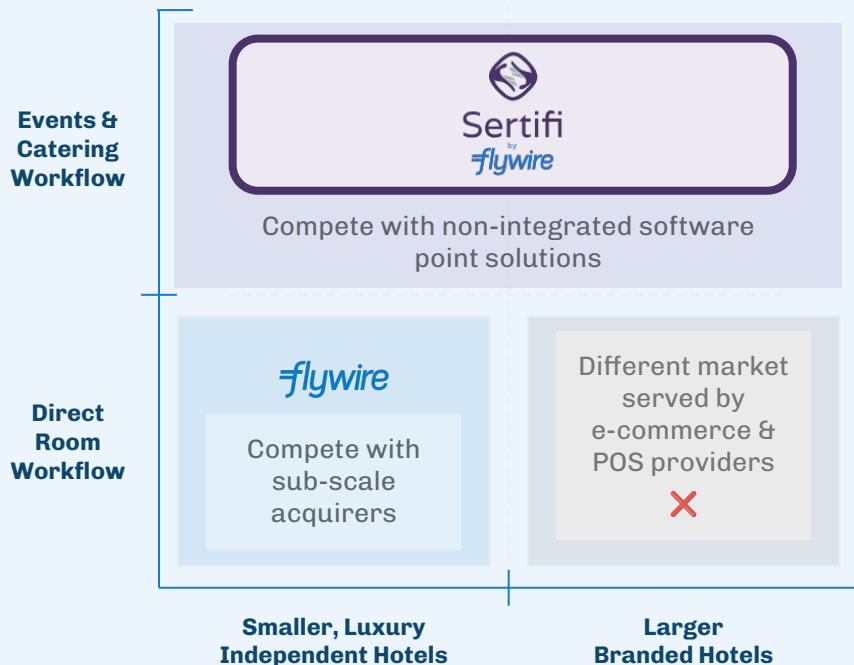 Events &
Catering
Workflow
Sertifi
by
flywire
Compete with non-integrated software
point solutions
Direct
Room
Workflow
flywire
Compete with
sub-scale
acquirers
Different market
served by
e-commerce &
POS providers
Smaller, Luxury
Independent Hotels
Larger
Branded Hotels